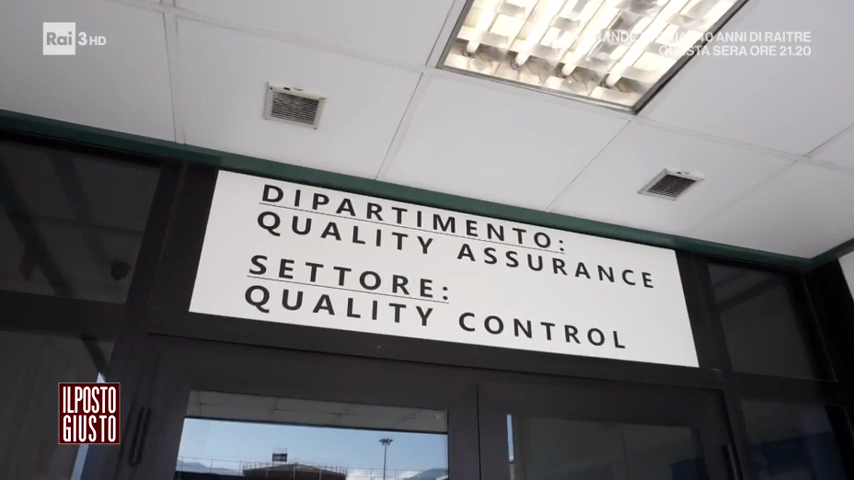 Rai 3HD
40 ANNI DI RAITRE
QUESTA SERA ORE 21.20
DIPARTIMENTO:
QUALITY ASSURANCE
SETTORE:
QUALITY CONTROL
IL POSTO
GIUSTO